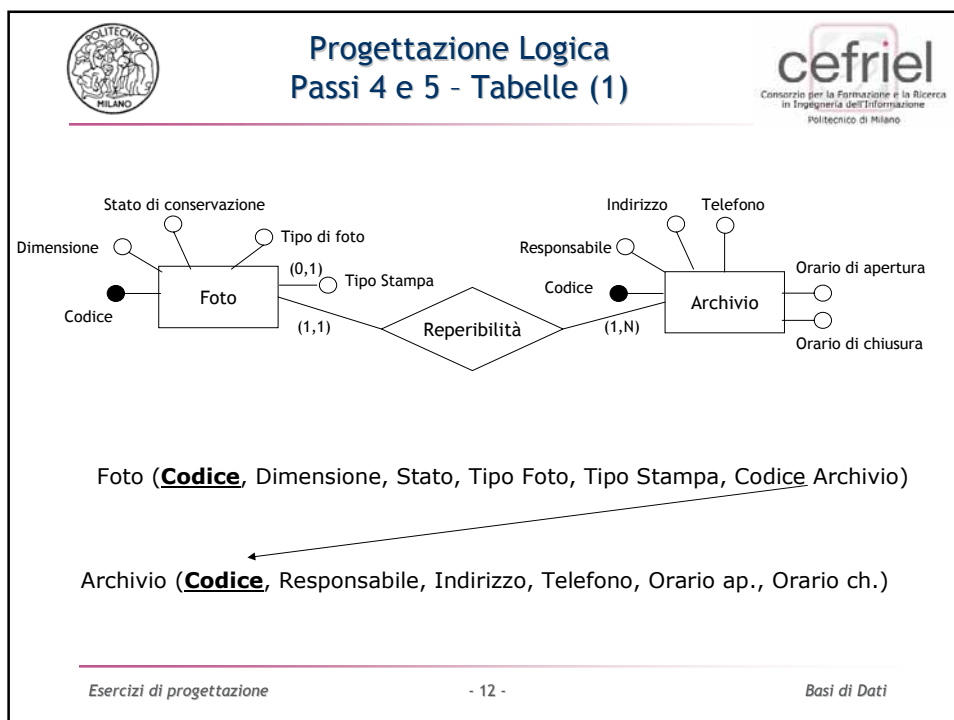 POLITECNICO
MILANO
Progettazione Logica
Passi 4 e 5 – Tabelle (1)
cefriel
Consorzio per la Formazione e la Ricerca
in Ingegneria dell'Informazione
Politecnico di Milano
Stato di conservazione
Dimensione
Tipo di foto
(0,1)
Tipo Stampa
Codice
Foto
(1,1)
Reperibilità
(1,N)
Indirizzo
Telefono
Responsabile
Codice
Archivio
Orario di apertura
Orario di chiusura
Foto (Codice, Dimensione, Stato, Tipo Foto, Tipo Stampa, Codice Archivio)
Archivio (Codice, Responsabile, Indirizzo, Telefono, Orario ap., Orario ch.)
Esercizi di progettazione
- 12 -
Basi di Dati